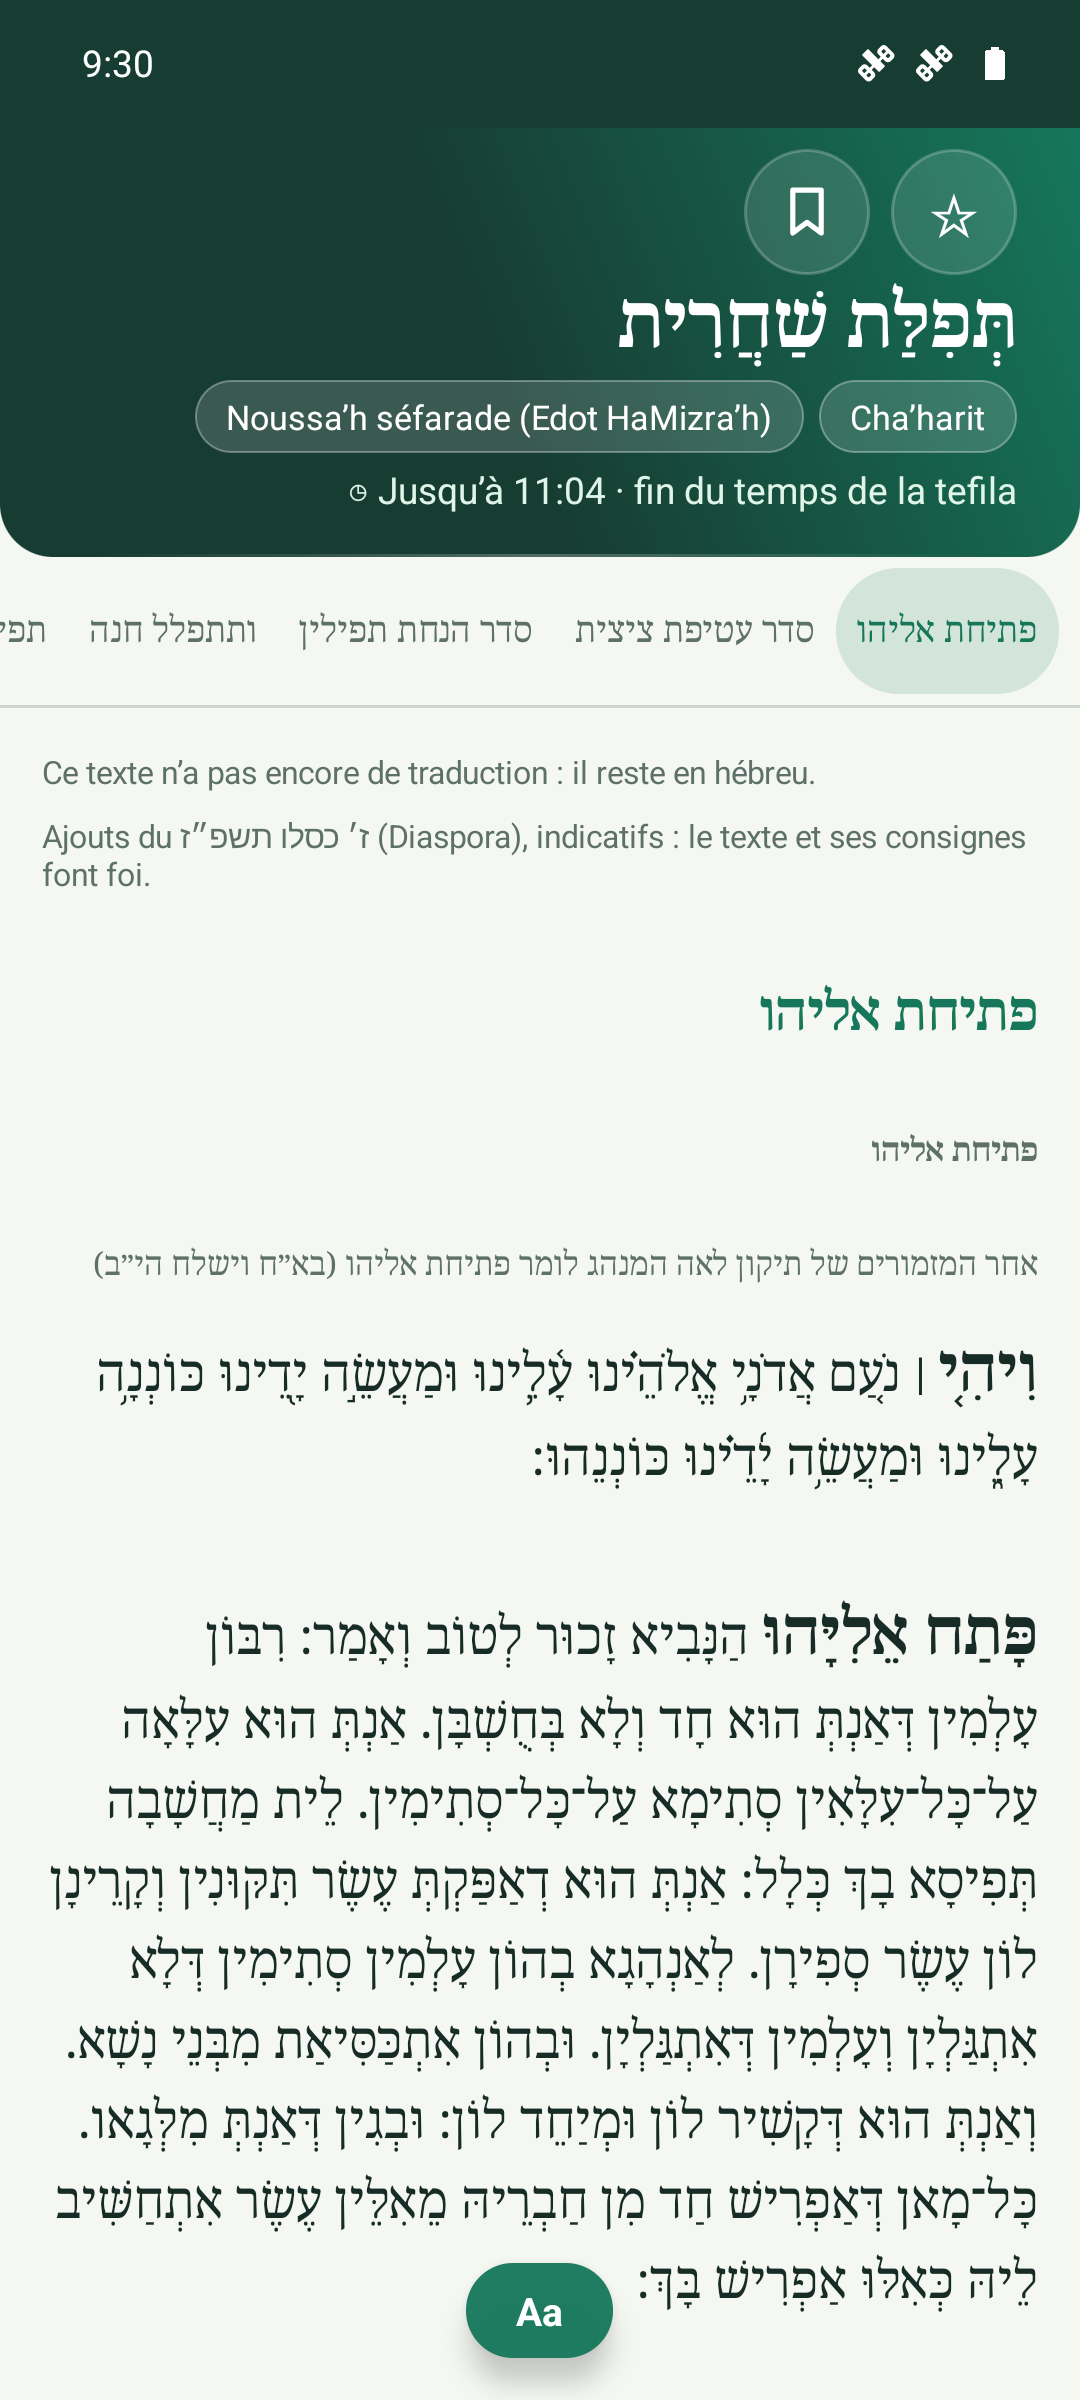 9:30
תְּפִלַּת שַׁחֲרִית
Cha’harit
Noussa’h séfarade (Edot HaMizra’h)
Jusqu’à 11:04 · fin du temps de la tefila
פתיחת אליהו
סדר עטיפת ציצית
סדר הנחת תפילין
ותתפלל חנה
תפי
Ce texte n’a pas encore de traduction : il reste en hébreu.
Ajouts du ז׳ כסלו תשפ״ז (Diaspora), indicatifs : le texte et ses consignes
font foi.
פתיחת אליהו
פתיחת אליהו
אחר המזמורים של תיקון לאה המנהג לומר פתיחת אליהו (בא״ח וישלח הי״ב)
וִיהִ֤י ׀ נֹ֤עַם אֲדֹנָ֥י אֱלֹהֵ֗ינוּ עָ֫לֵ֥ינוּ וּמַעֲשֵׂ֣ה יָ֭דֵינוּ כּוֹנְנָ֥ה
עָלֵ֑ינוּ וּמַעֲשֵׂ֥ה יָ֝דֵ֗ינוּ כּוֹנְנֵֽהוּ:
פָּתַח אֵלִיָּהוּ הַנָּבִיא זָכוּר לְטוֹב וְאָמַר: רִבּוֹן
עָלְמִין דְּאַנְתְּ הוּא חָד וְלָא בְּחֻשְׁבָּן. אַנְתְּ הוּא עִלָּאָה
עַל־כָּל־עִלָּאִין סְתִימָא עַל־כָּל־סְתִימִין. לֵית מַחֲשָׁבָה
תְּפִיסָא בָךְ כְּלָל: אַנְתְּ הוּא דְאַפַּקְתְּ עֶשֶׂר תִּקּוּנִין וְקָרֵינָן
לוֹן עֶשֶׂר סְפִירָן. לְאַנְהָגָא בְהוֹן עָלְמִין סְתִימִין דְּלָא
אִתְגַּלְיָן וְעָלְמִין דְּאִתְגַּלְיָן. וּבְהוֹן אִתְכַּסִּיאַת מִבְּנֵי נָשָׁא.
וְאַנְתְּ הוּא דְּקָשִׁיר לוֹן וּמְיַחֵד לוֹן: וּבְגִין דְּאַנְתְּ מִלְּגָאו.
כָּל־מָאן דְּאַפְרִישׁ חַד מִן חַבְרֵיהּ מֵאִלֵּין עֶשֶׂר אִתְחַשִּׁיב
לֵיהּ כְּאִלּוּ אַפְרִישׁ בָּךְ:
Aa